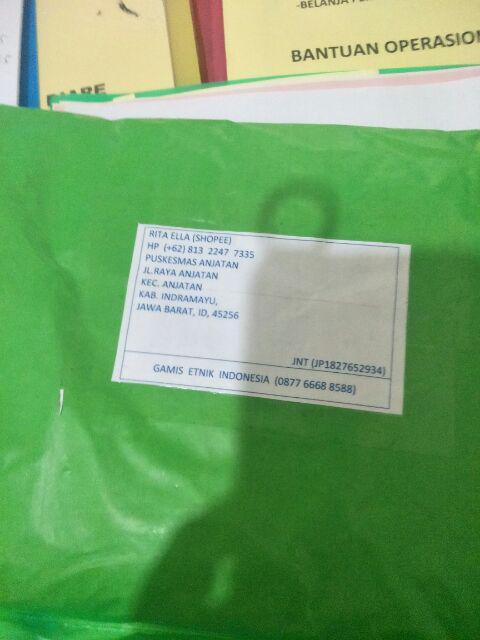 -BELANJA
BANTUAN OPERASION
DIARE
RITA ELLA (SHOPEE)
HP (+62) 813 2247 7335
PUSKESMAS ANJATAN
JL.RAYA ANJATAN
KEC. ANJATAN
KAB. INDRAMAYU,
JAWA BARAT, ID, 45256
JNT (JP1827652934)
GAMIS ETNIK INDONESIA (0877 6668 8588)